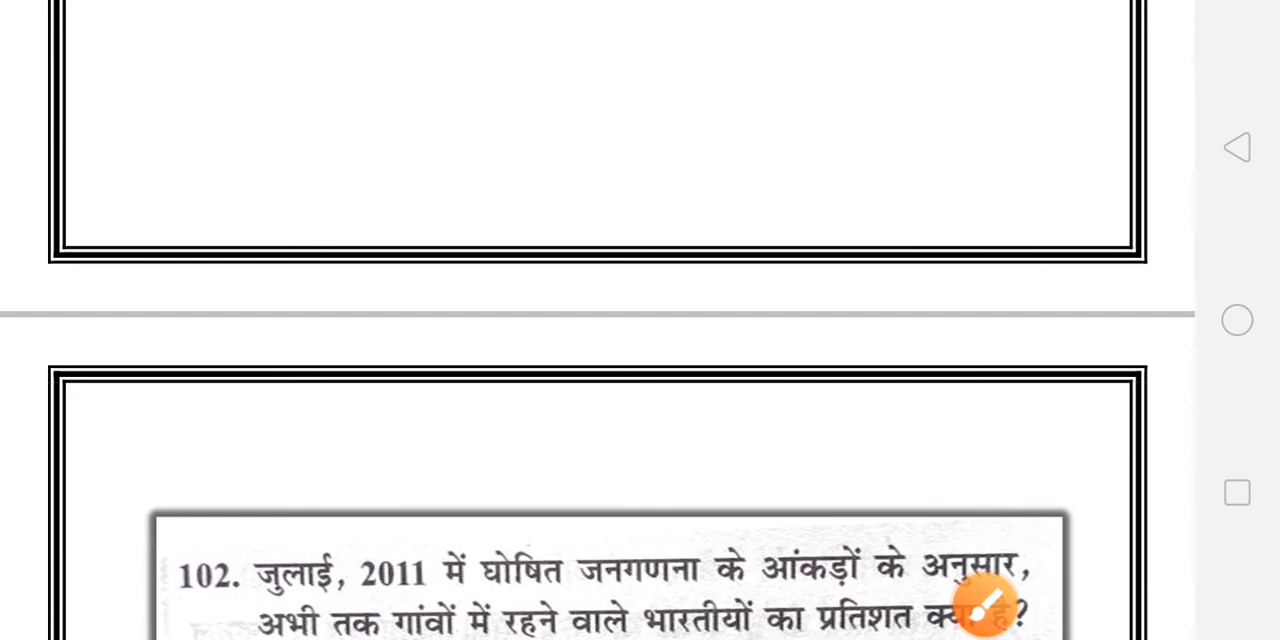 102. जुलाई, 2011 में घोषित जनगणना के आंकड़ों के अनुसार,
अभी तक गांवों में रहने वाले भारतीयों का प्रतिशत क्या है?